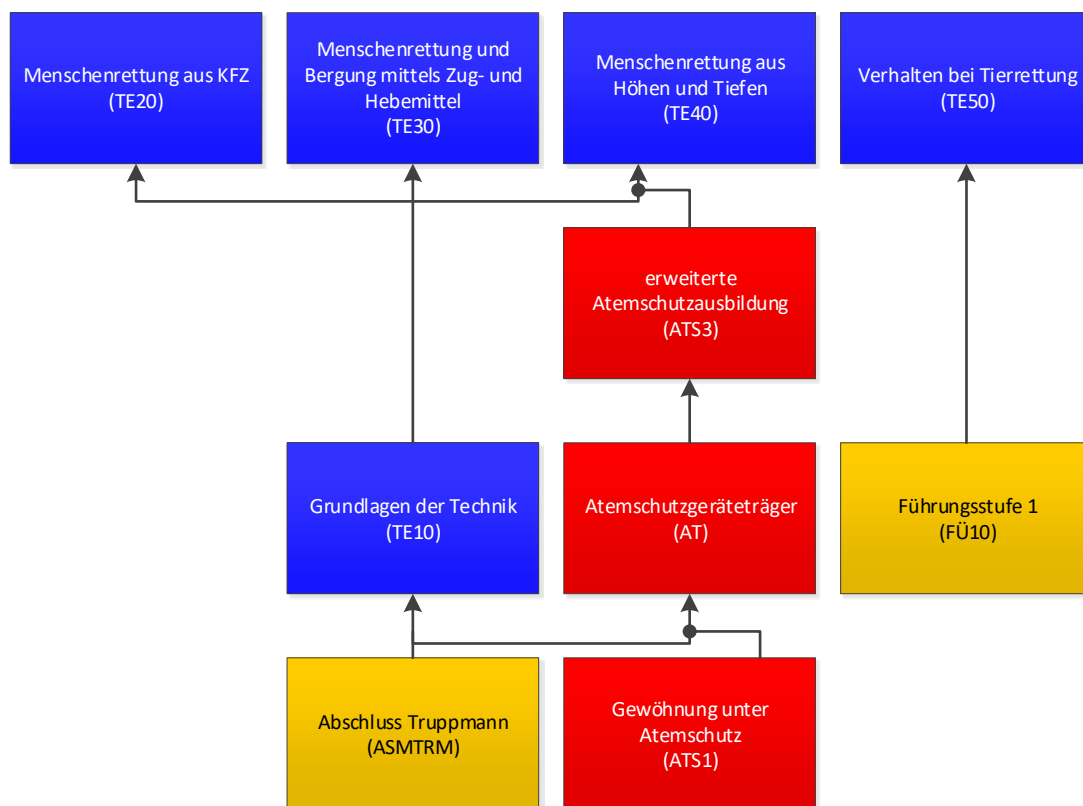 Menschenrettung aus KFZ
(TE20)
Menschenrettung und
Bergung mittels Zug- und
Hebemittel
(TE30)
Menschenrettung aus
Höhen und Tiefen
(TE40)
Verhalten bei Tierrettung
(TE50)
erweiterte
Atemschutzausbildung
(ATS3)
Grundlagen der Technik
(TE10)
Atemschutzgeräteträger
(AT)
Führungsstufe 1
(FÜ10)
Abschluss Truppmann
(ASMTRM)
Gewöhnung unter
Atemschutz
(ATS1)